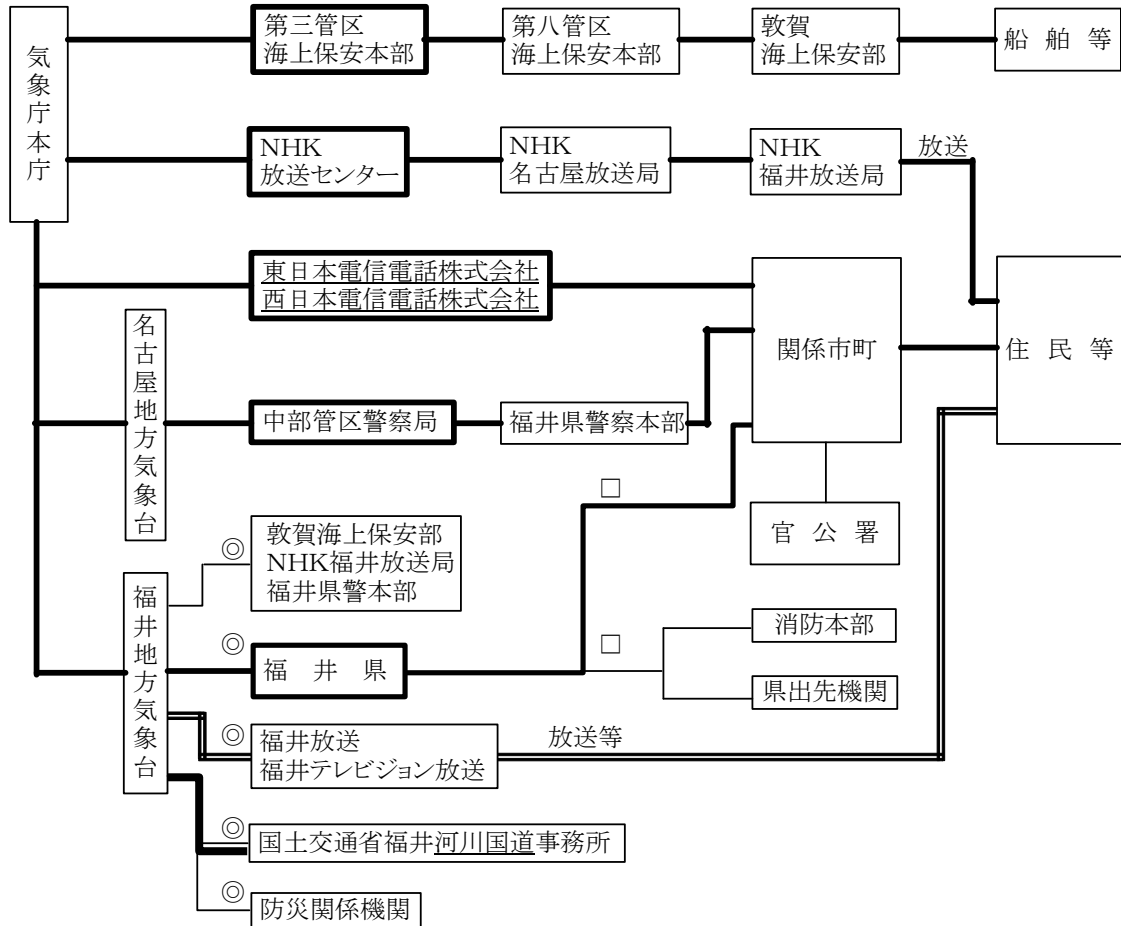 気象庁本庁
第三管区
海上保安本部
第八管区
海上保安本部
敦賀
海上保安部
船舶等
NHK
放送センター
NHK
名古屋放送局
NHK
福井放送局
放送
東日本電信電話株式会社
西日本電信電話株式会社
関係市町
住民等
名古屋地方気象台
中部管区警察局
福井県警察本部
□
官公署
◎
敦賀海上保安部
NHK福井放送局
福井県警本部
福井地方気象台
◎
福井県
□
消防本部
県出先機関
◎
福井放送
福井テレビジョン放送
放送等
◎
国土交通省福井河川国道事務所
◎
防災関係機関